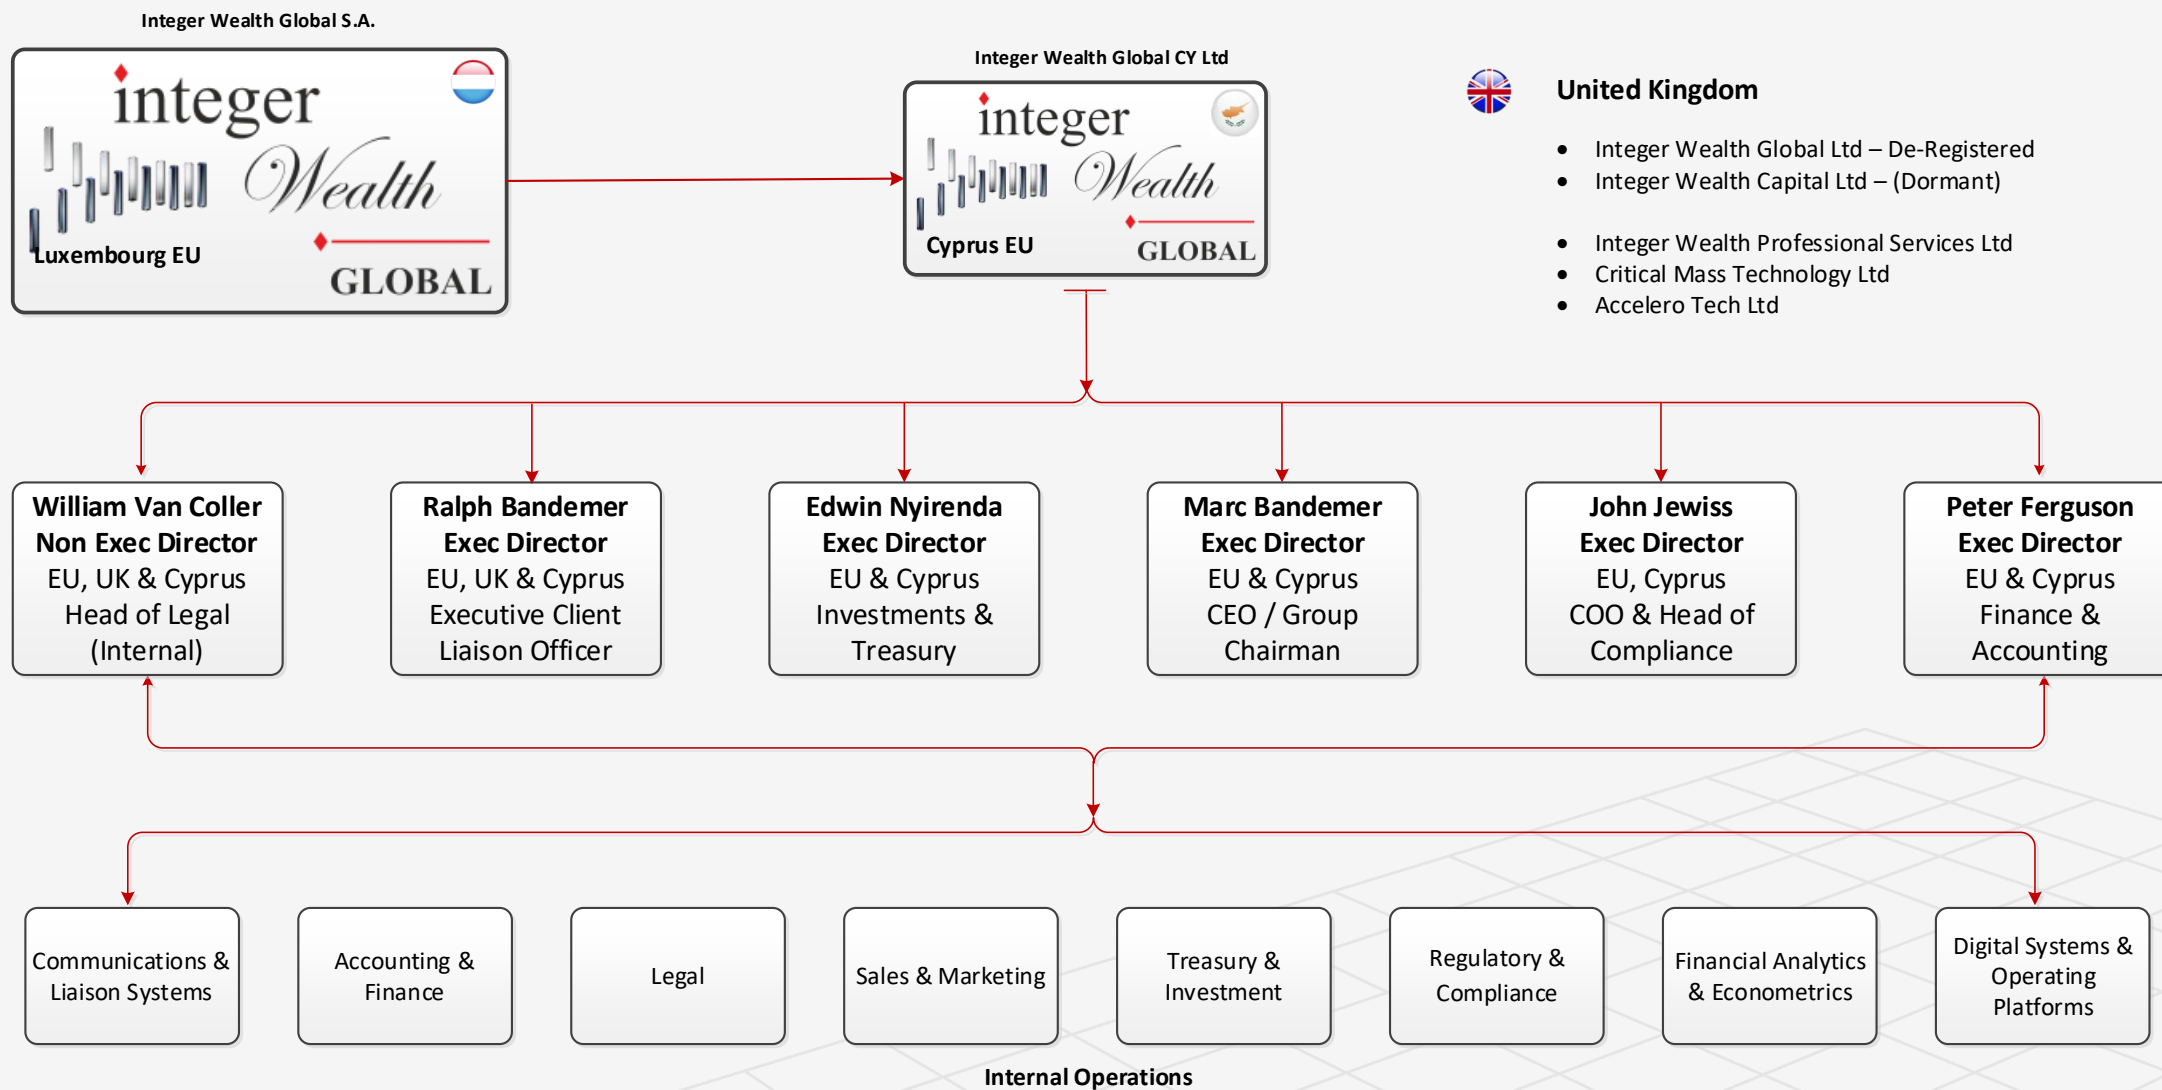 Integer Wealth Global S.A.
integer
Wealth
Luxembourg EU
GLOBAL
Integer Wealth Global CY Ltd
integer
Wealth
Cyprus EU
GLOBAL
United Kingdom
• Integer Wealth Global Ltd – De-Registered
• Integer Wealth Capital Ltd – (Dormant)
• Integer Wealth Professional Services Ltd
• Critical Mass Technology Ltd
• Accelero Tech Ltd
William Van Coller
Non Exec Director
EU, UK & Cyprus
Head of Legal
(Internal)
Ralph Bandemer
Exec Director
EU, UK & Cyprus
Executive Client
Liaison Officer
Edwin Nyirenda
Exec Director
EU & Cyprus
Investments &
Treasury
Marc Bandemer
Exec Director
EU & Cyprus
CEO / Group
Chairman
John Jewiss
Exec Director
EU, Cyprus
COO & Head of
Compliance
Peter Ferguson
Exec Director
EU & Cyprus
Finance &
Accounting
Communications &
Liaison Systems
Accounting &
Finance
Legal
Sales & Marketing
Treasury &
Investment
Regulatory &
Compliance
Financial Analytics
& Econometrics
Digital Systems &
Operating
Platforms
Internal Operations